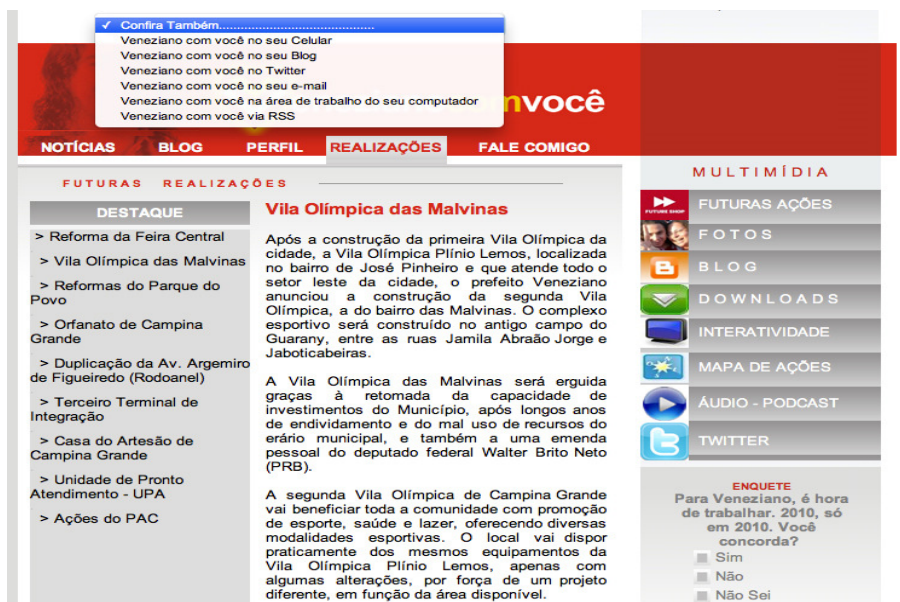 ✓ Confira Também..........................................
Veneziano com você no seu Celular
Veneziano com você no seu Blog
Veneziano com você no Twitter
Veneziano com você no seu e-mail
Veneziano com você na área de trabalho do seu computador
Veneziano com você via RSS
mvocê
NOTÍCIAS BLOG PERFIL REALIZAÇÕES FALE COMIGO
FUTURAS REALIZAÇÕES
DESTAQUE
> Reforma da Feira Central
> Vila Olímpica das Malvinas
> Reformas do Parque do
Povo
> Orfanato de Campina
Grande
> Duplicação da Av. Argemiro
de Figueiredo (Rodoanel)
> Terceiro Terminal de
Integração
> Casa do Artesão de
Campina Grande
> Unidade de Pronto
Atendimento - UPA
> Ações do PAC
Vila Olímpica das Malvinas
Após a construção da primeira Vila Olímpica da
cidade, a Vila Olímpica Plínio Lemos, localizada
no bairro de José Pinheiro e que atende todo o
setor leste da cidade, o prefeito Veneziano
anunciou a construção da segunda Vila
Olímpica, a do bairro das Malvinas. O complexo
esportivo será construído no antigo campo do
Guarany, entre as ruas Jamila Abraão Jorge e
Jaboticabeiras.
A Vila Olímpica das Malvinas será erguida
graças à retomada da capacidade de
investimentos do Município, após longos anos
de endividamento e do mal uso de recursos do
erário municipal, e também a uma emenda
pessoal do deputado federal Walter Brito Neto
(PRB).
A segunda Vila Olímpica de Campina Grande
vai beneficiar toda a comunidade com promoção
de esporte, saúde e lazer, oferecendo diversas
modalidades esportivas. O local vai dispor
praticamente dos mesmos equipamentos da
Vila Olímpica Plínio Lemos, apenas com
algumas alterações, por força de um projeto
diferente, em função da área disponível.
MULTIMÍDIA
FUTURE SHOP
FUTURAS AÇÕES
FOTOS
BLOG
DOWNLOADS
INTERATIVIDADE
MAPA DE AÇÕES
ÁUDIO - PODCAST
TWITTER
ENQUETE
Para Veneziano, é hora
de trabalhar. 2010, só
em 2010. Você
concorda?
Sim
Não
Não Sei